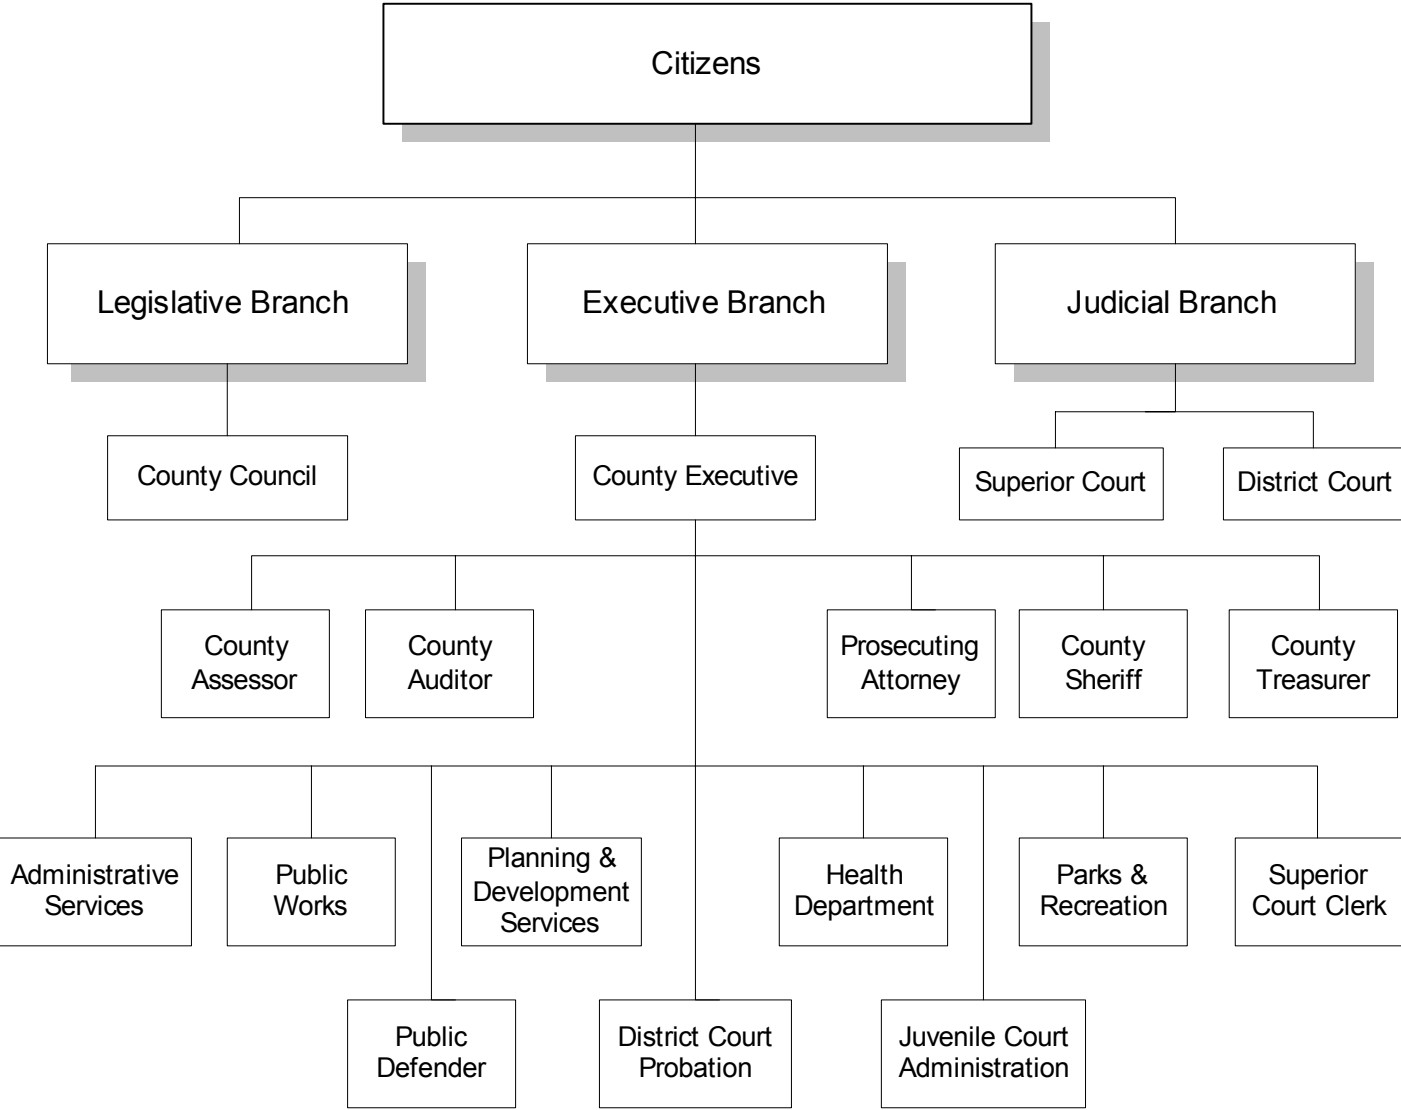 Citizens
Legislative Branch
Executive Branch
Judicial Branch
County Council
County Executive
Superior Court
District Court
County
Assessor
County
Auditor
Prosecuting
Attorney
County
Sheriff
County
Treasurer
Administrative
Services
Public
Works
Planning &
Development
Services
Health
Department
Parks &
Recreation
Superior
Court Clerk
Public
Defender
District Court
Probation
Juvenile Court
Administration